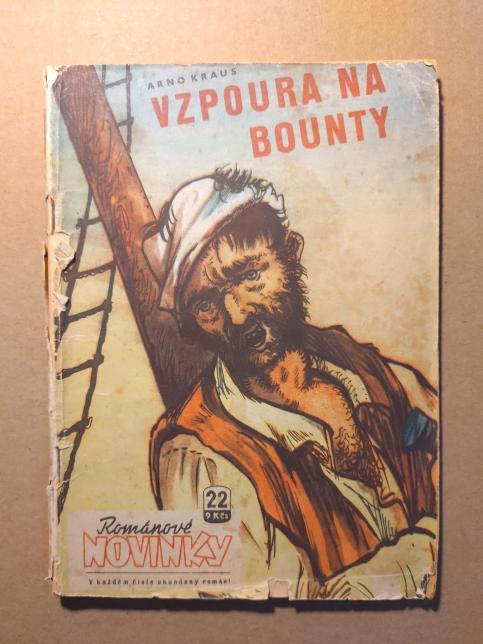 ARNO KRAUS
VZPOURA NA
BOUNTY
22
9 Kčs
Románové
NOVINKY
V každém čísle ukončený román!